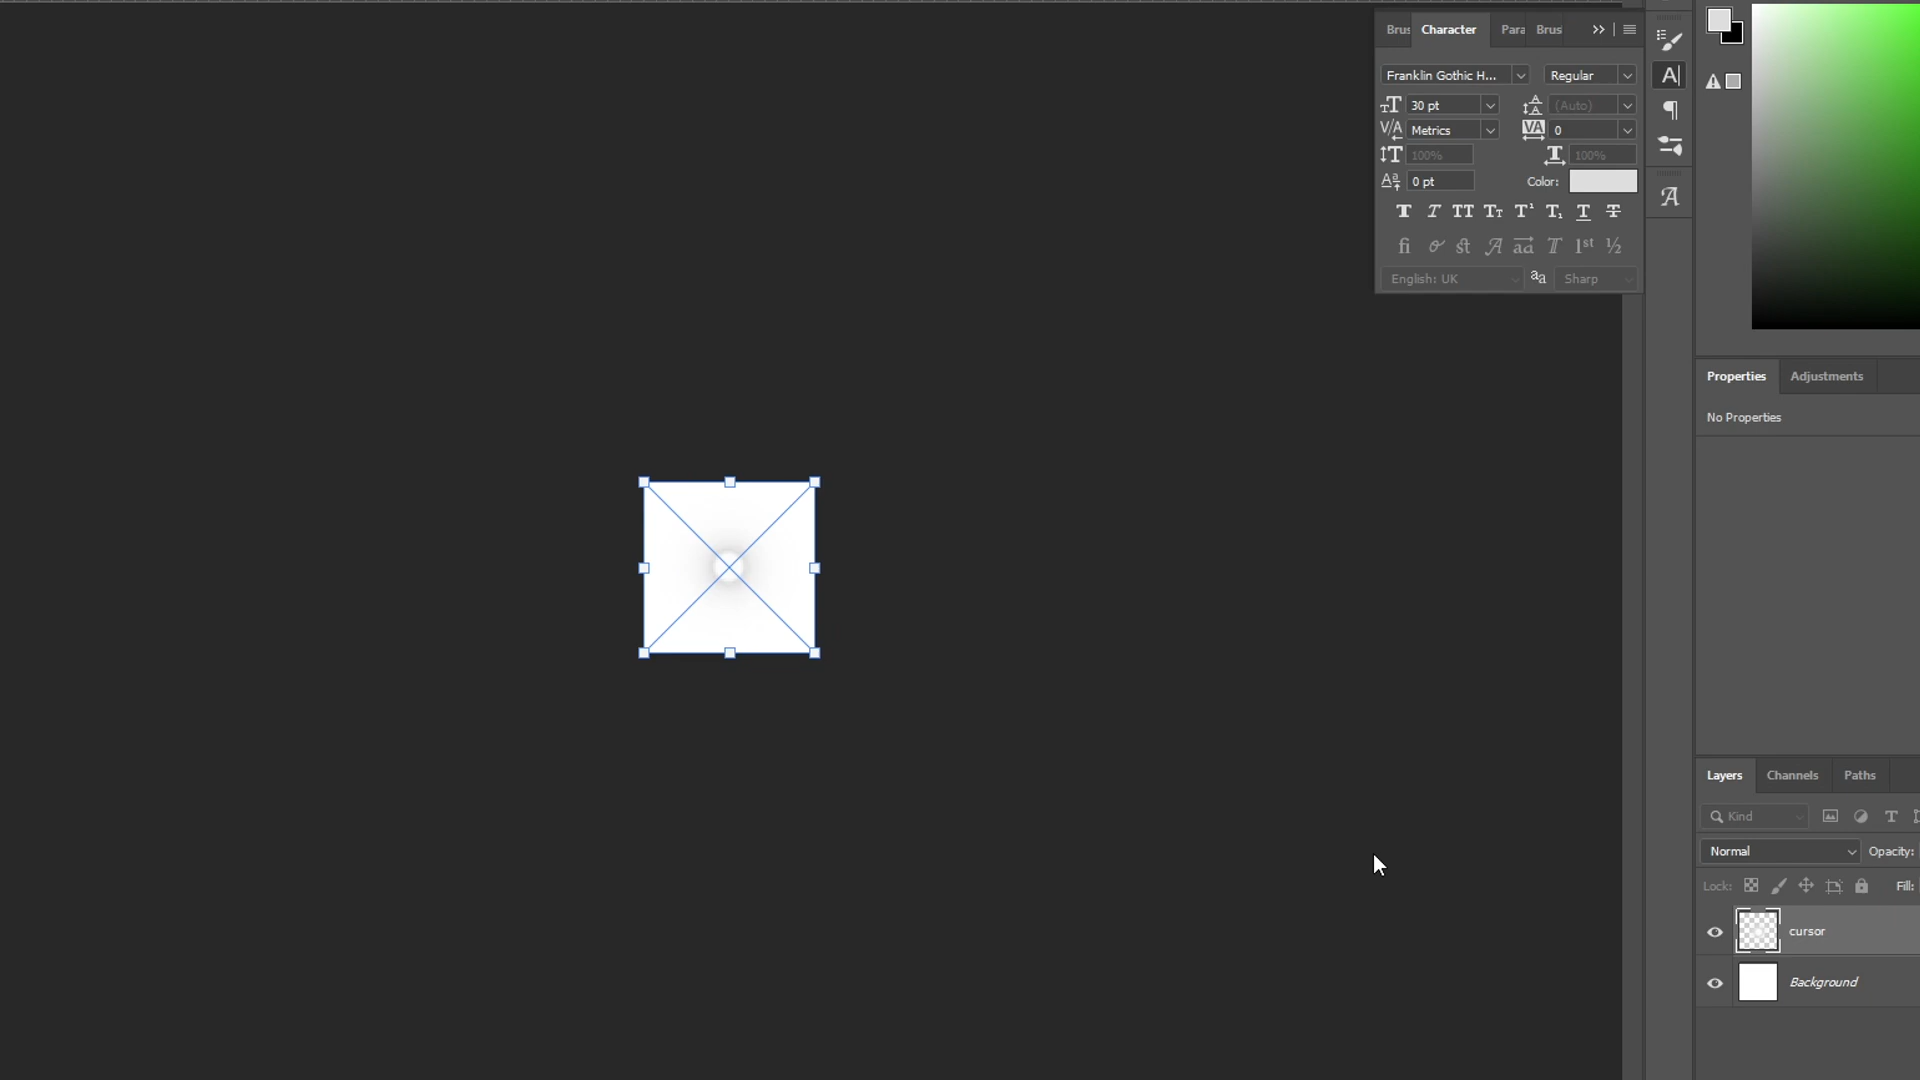 Brus Character Para Brus
Franklin Gothic H... Regular
30 pt (Auto)
Metrics 0
100% 100%
0 pt Color:
English: UK aa Sharp
Properties Adjustments
No Properties
Layers Channels Paths
Kind
Normal Opacity:
Lock: Fill:
cursor
Background